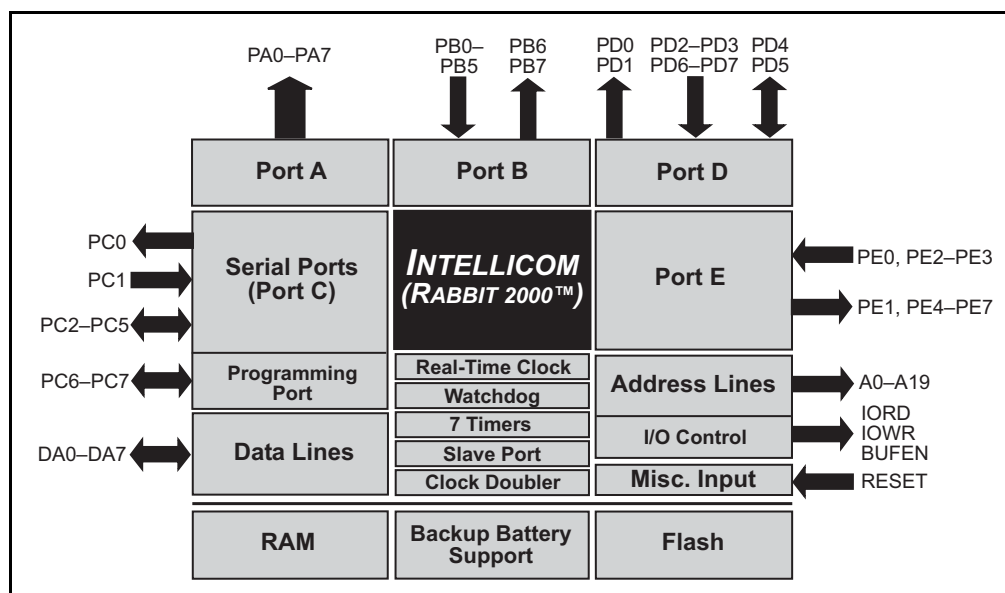 PA0–PA7
PB0–
PB5
PB6
PB7
PD0
PD1
PD2–PD3
PD6–PD7
PD4
PD5
Port A
Port B
Port D
PC0
PC1
PC2–PC5
PC6–PC7
DA0–DA7
Serial Ports
(Port C)
Programming
Port
Data Lines
INTELLICOM
(RABBIT 2000™)
Real-Time Clock
Watchdog
7 Timers
Slave Port
Clock Doubler
Port E
Address Lines
I/O Control
Misc. Input
PE0, PE2–PE3
PE1, PE4–PE7
A0–A19
IORD
IOWR
BUFEN
RESET
RAM
Backup Battery
Support
Flash